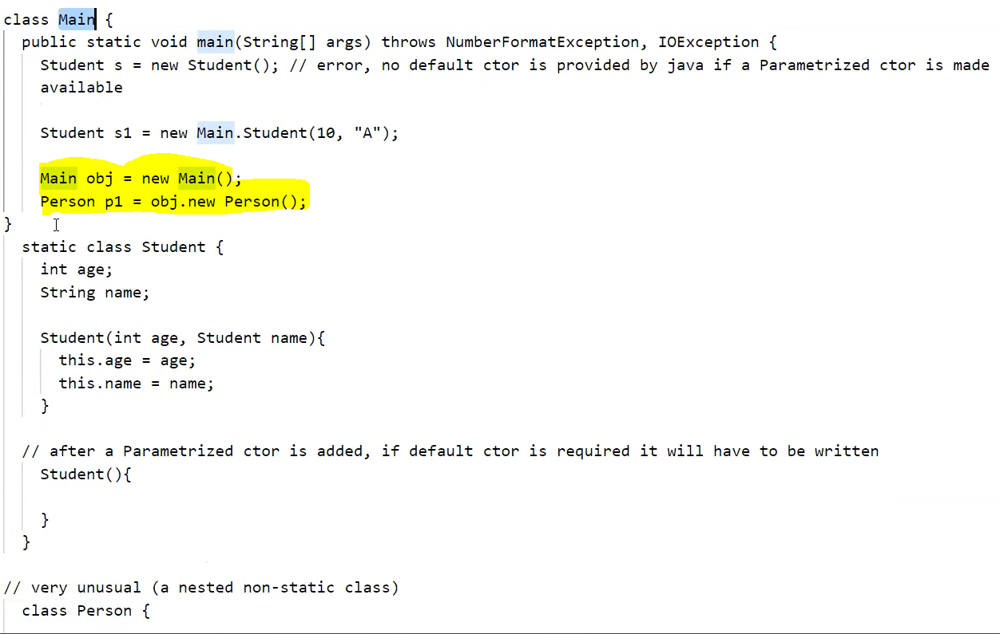 class Main {
public static void main(String[] args) throws NumberFormatException, IOException {
Student s = new Student(); // error, no default ctor is provided by java if a Parametrized ctor is made
available
Student s1 = new Main.Student(10, "A");
Main obj = new Main();
Person p1 = obj.new Person();
}
static class Student {
int age;
String name;
Student(int age, Student name){
this.age = age;
this.name = name;
}
// after a Parametrized ctor is added, if default ctor is required it will have to be written
Student(){
}
}
// very unusual (a nested non-static class)
class Person {